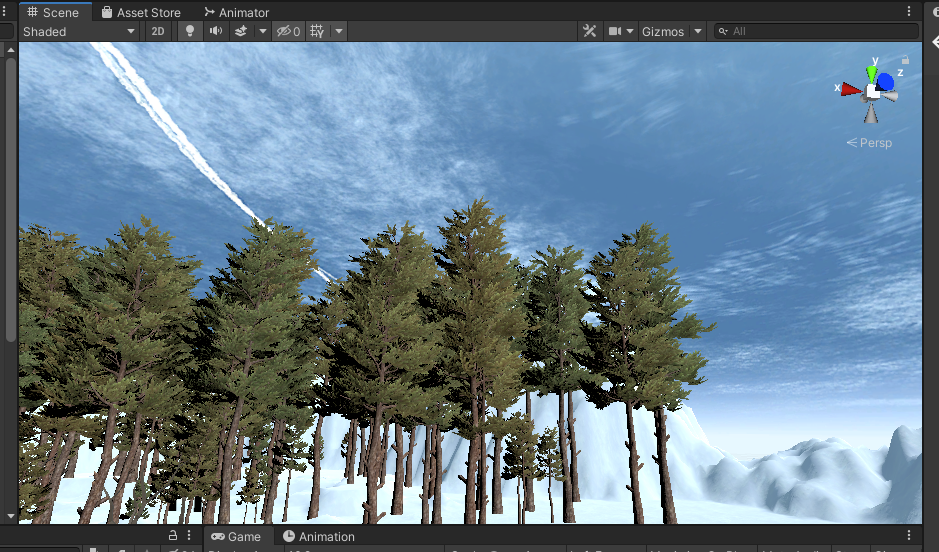 Scene Asset Store Animator
Shaded 2D 0 Gizmos All
y
z
x
Persp
Game Animation